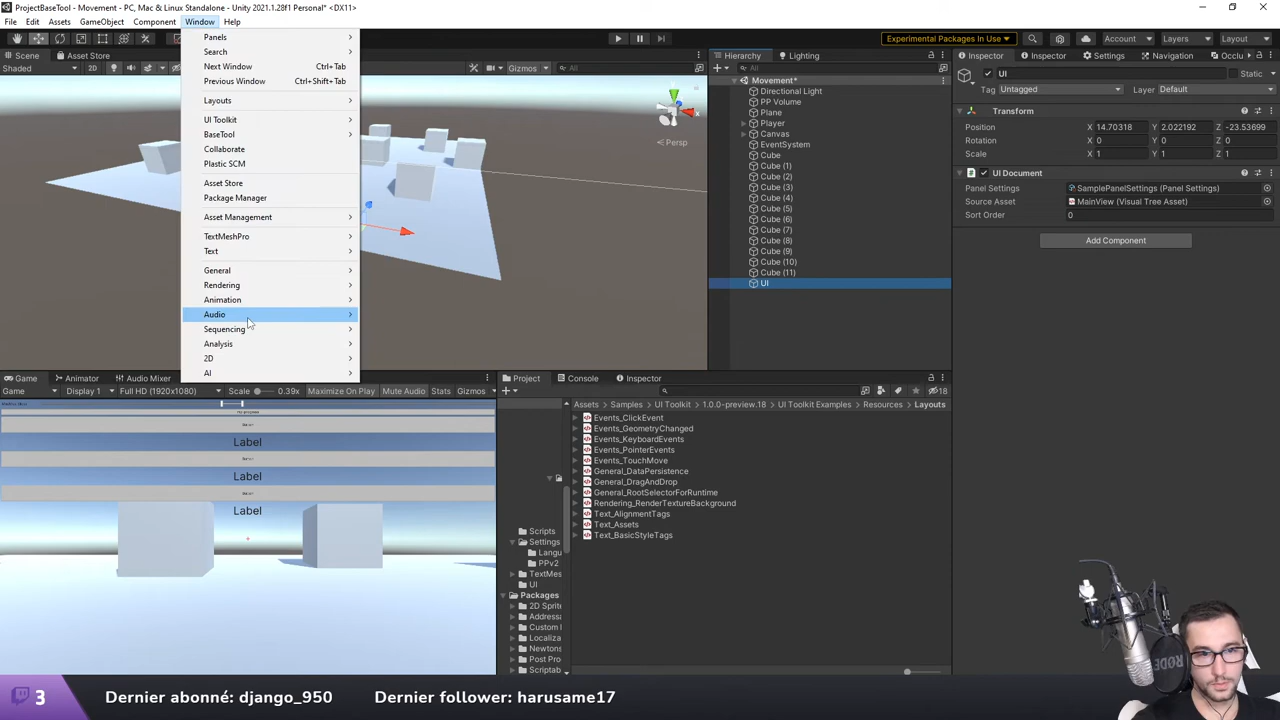 ProjectBaseTool - Movement - PC, Mac & Linux Standalone - Unity 2021.1.28f1 Personal* <DX11>
File Edit Assets GameObject Component Window Help
Experimental Packages In Use
Account
Layers
Layout
Scene
Asset Store
Shaded
2D
Gizmos
All
Persp
Panels
Search
Next Window Ctrl+Tab
Previous Window Ctrl+Shift+Tab
Layouts
UI Toolkit
BaseTool
Collaborate
Plastic SCM
Asset Store
Package Manager
Asset Management
TextMeshPro
Text
General
Rendering
Animation
Audio
Sequencing
Analysis
2D
AI
Hierarchy
Lighting
All
Movement*
Directional Light
PP Volume
Plane
Player
Canvas
EventSystem
Cube
Cube (1)
Cube (2)
Cube (3)
Cube (4)
Cube (5)
Cube (6)
Cube (7)
Cube (8)
Cube (9)
Cube (10)
Cube (11)
UI
Inspector
Inspector
Settings
Navigation
Occlu
UI
Static
Tag Untagged
Layer Default
Transform
Position X 14.70318 Y 2.022192 Z -23.53699
Rotation X 0 Y 0 Z 0
Scale X 1 Y 1 Z 1
UI Document
Panel Settings SamplePanelSettings (Panel Settings)
Source Asset MainView (Visual Tree Asset)
Sort Order 0
Add Component
Game
Animator
Audio Mixer
Game
Display 1
Full HD (1920x1080)
Scale 0.39x
Maximize On Play
Mute Audio
Stats
Gizmos
Label
Label
Label
Project
Console
Inspector
18
Assets > Samples > UI Toolkit > 1.0.0-preview.18 > UI Toolkit Examples > Resources > Layouts
Events_ClickEvent
Events_GeometryChanged
Events_KeyboardEvents
Events_PointerEvents
Events_TouchMove
General_DataPersistence
General_DragAndDrop
General_RootSelectorForRuntime
Rendering_RenderTextureBackground
Text_AlignmentTags
Text_Assets
Text_BasicStyleTags
Scripts
Settings
Langu
PPv2
TextMes
UI
Packages
2D Sprite
Addressa
Custom
Localiza
Newtons
Post Pro
Scriptab
RØDE
3
Dernier abonné: django_950
Dernier follower: harusame17